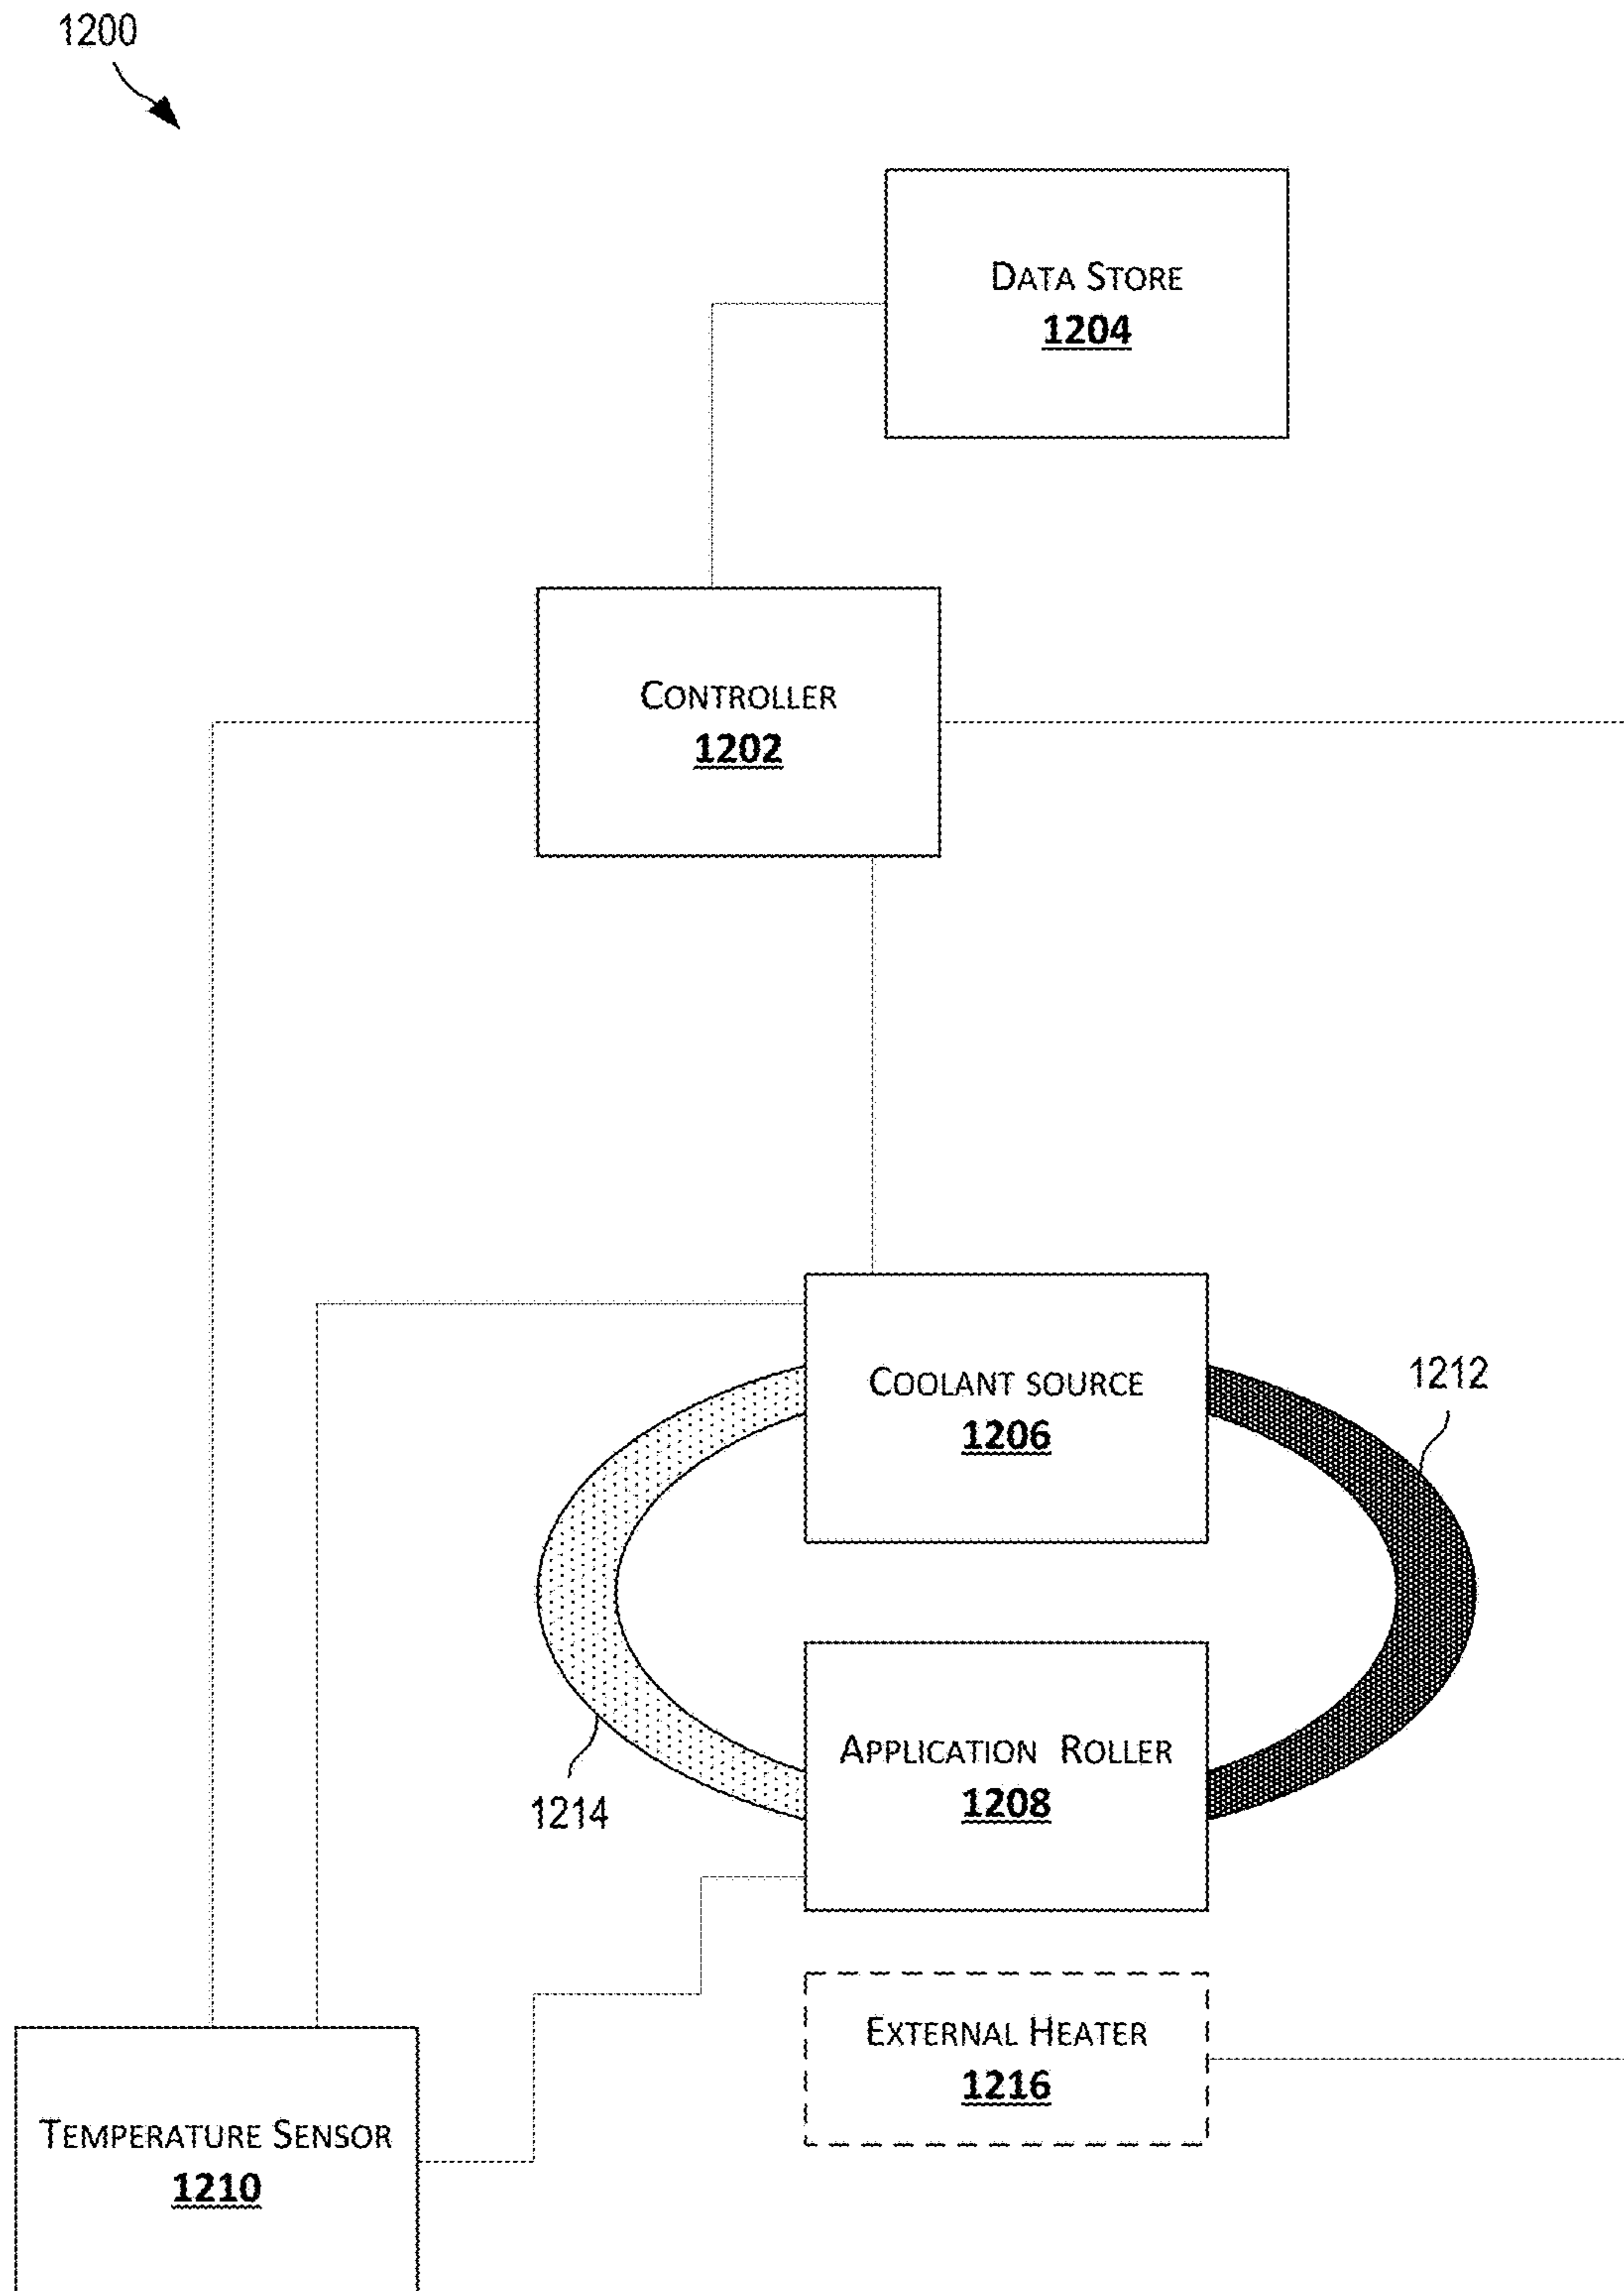 1200
DATA STORE
1204
CONTROLLER
1202
COOLANT SOURCE
1206
1212
APPLICATION ROLLER
1208
1214
EXTERNAL HEATER
1216
TEMPERATURE SENSOR
1210